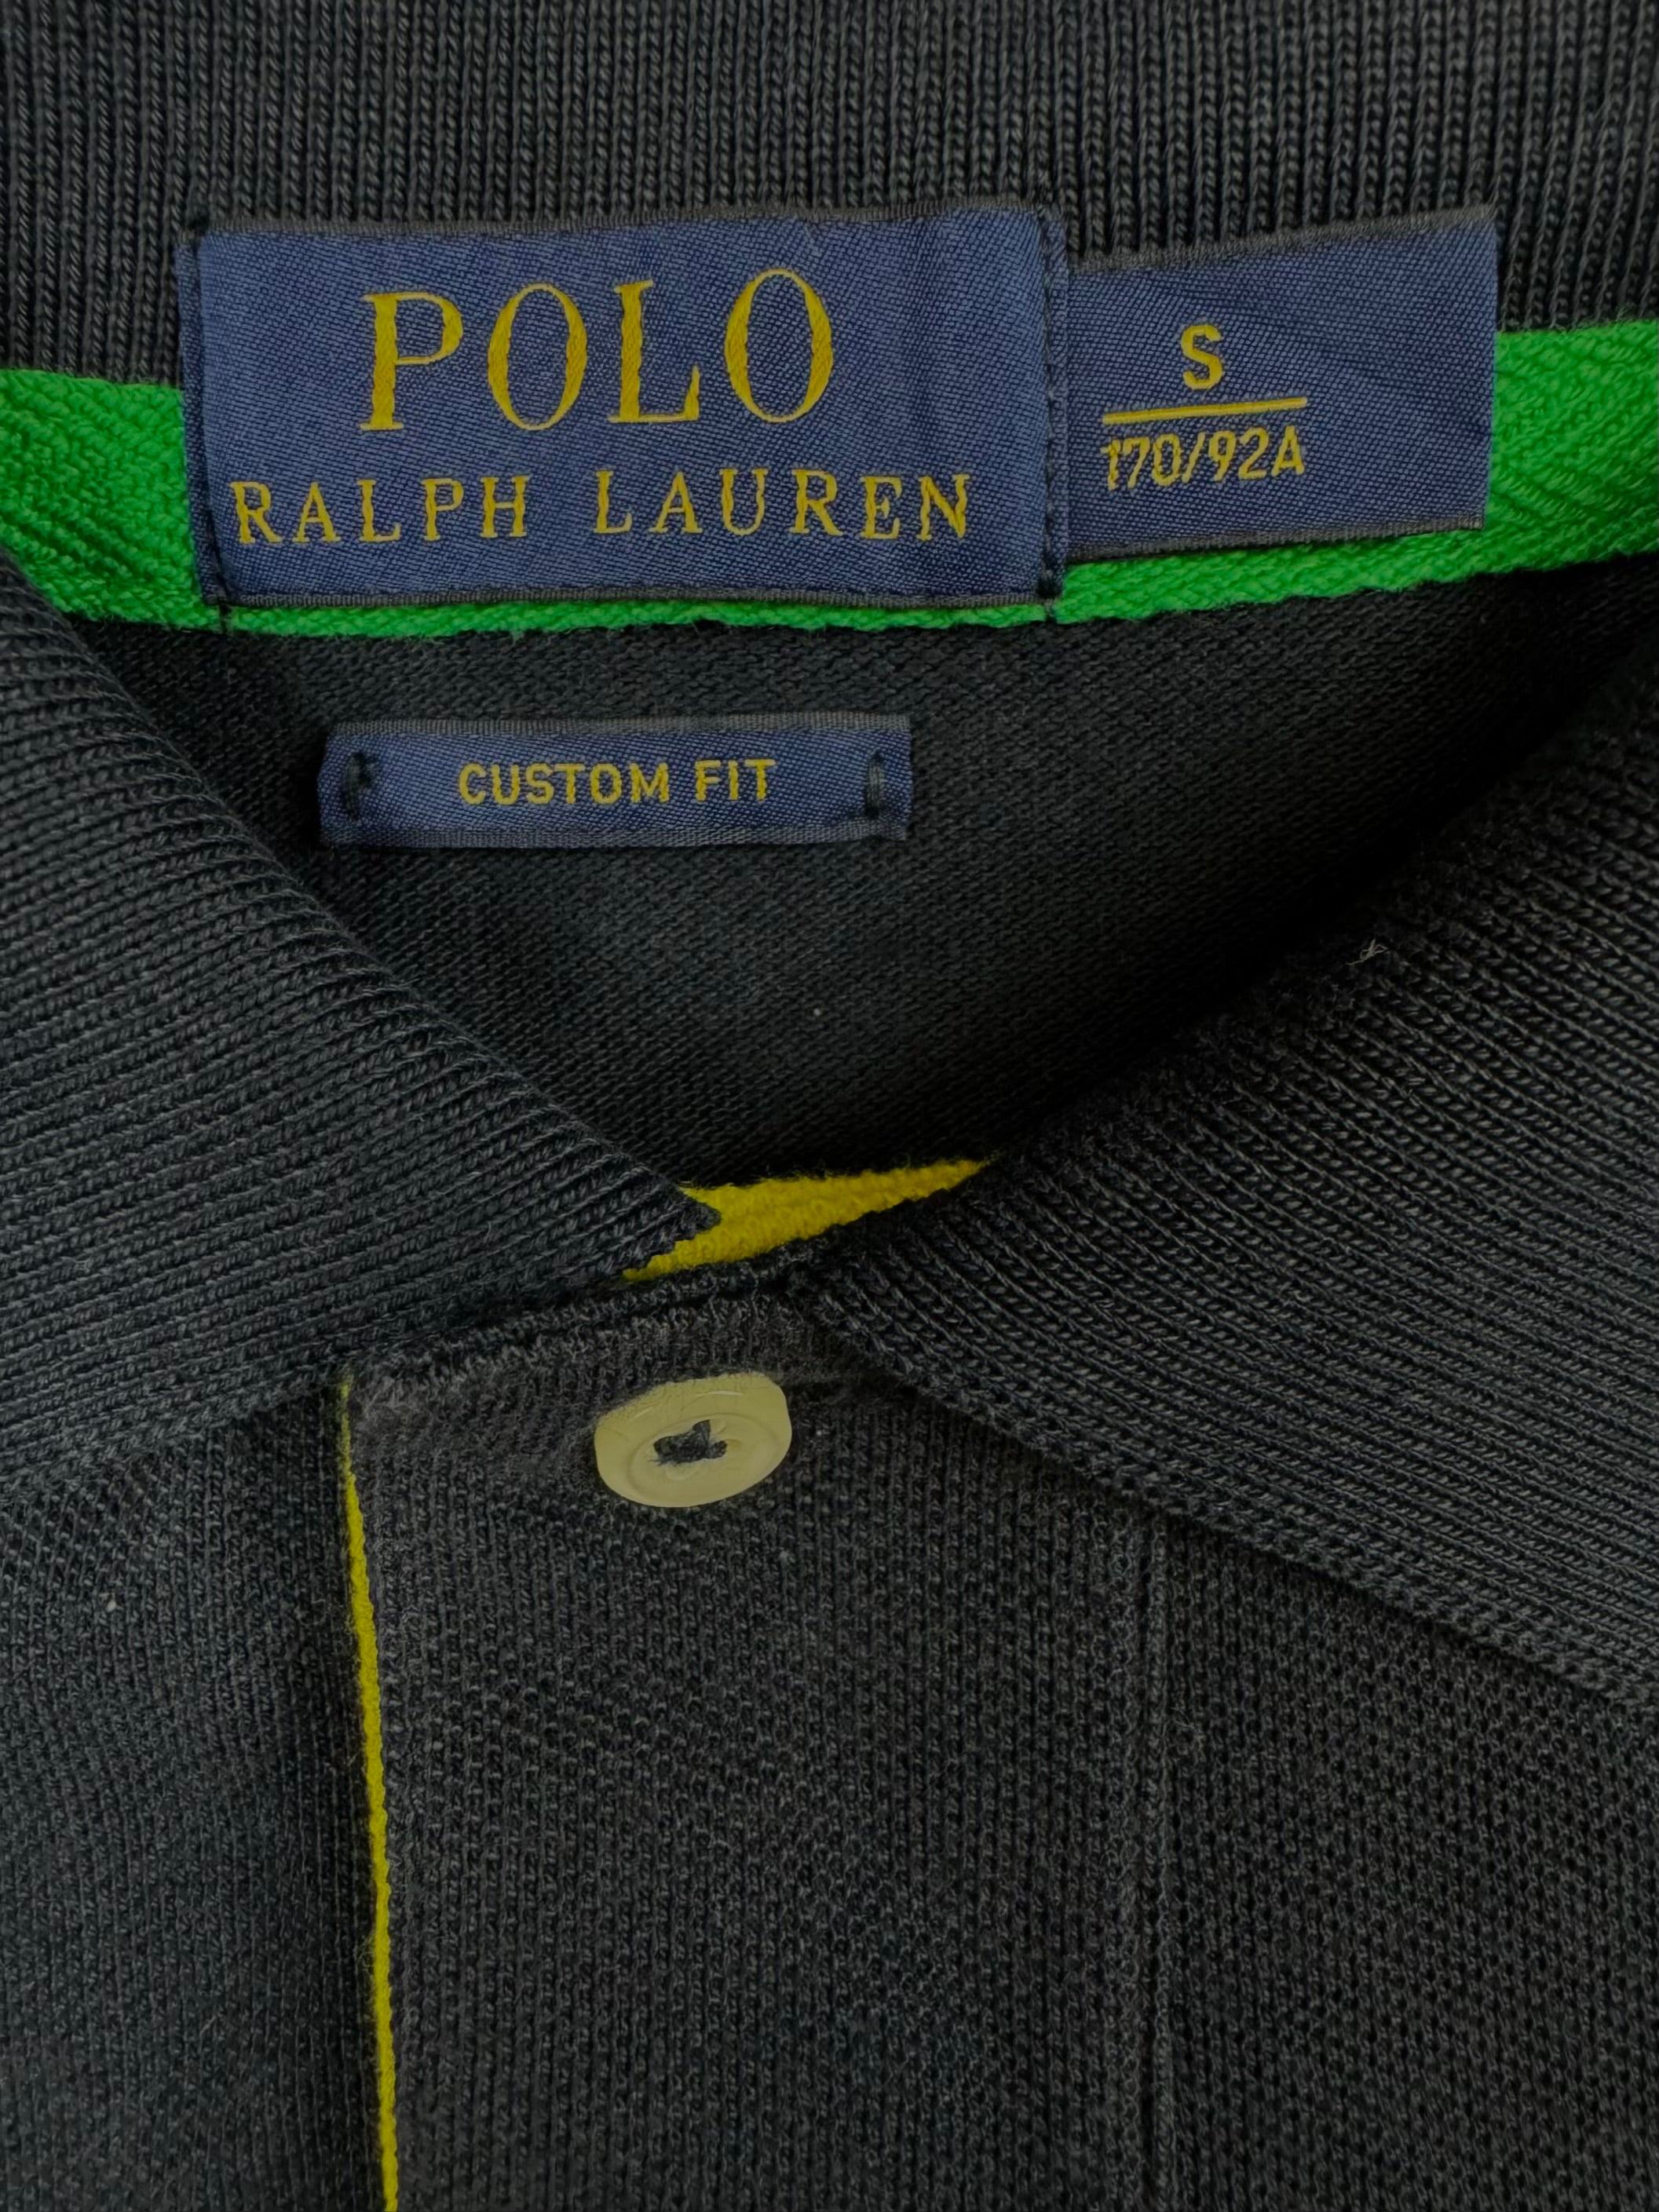 POLO
RALPH LAUREN
S
170/92A
CUSTOM FIT